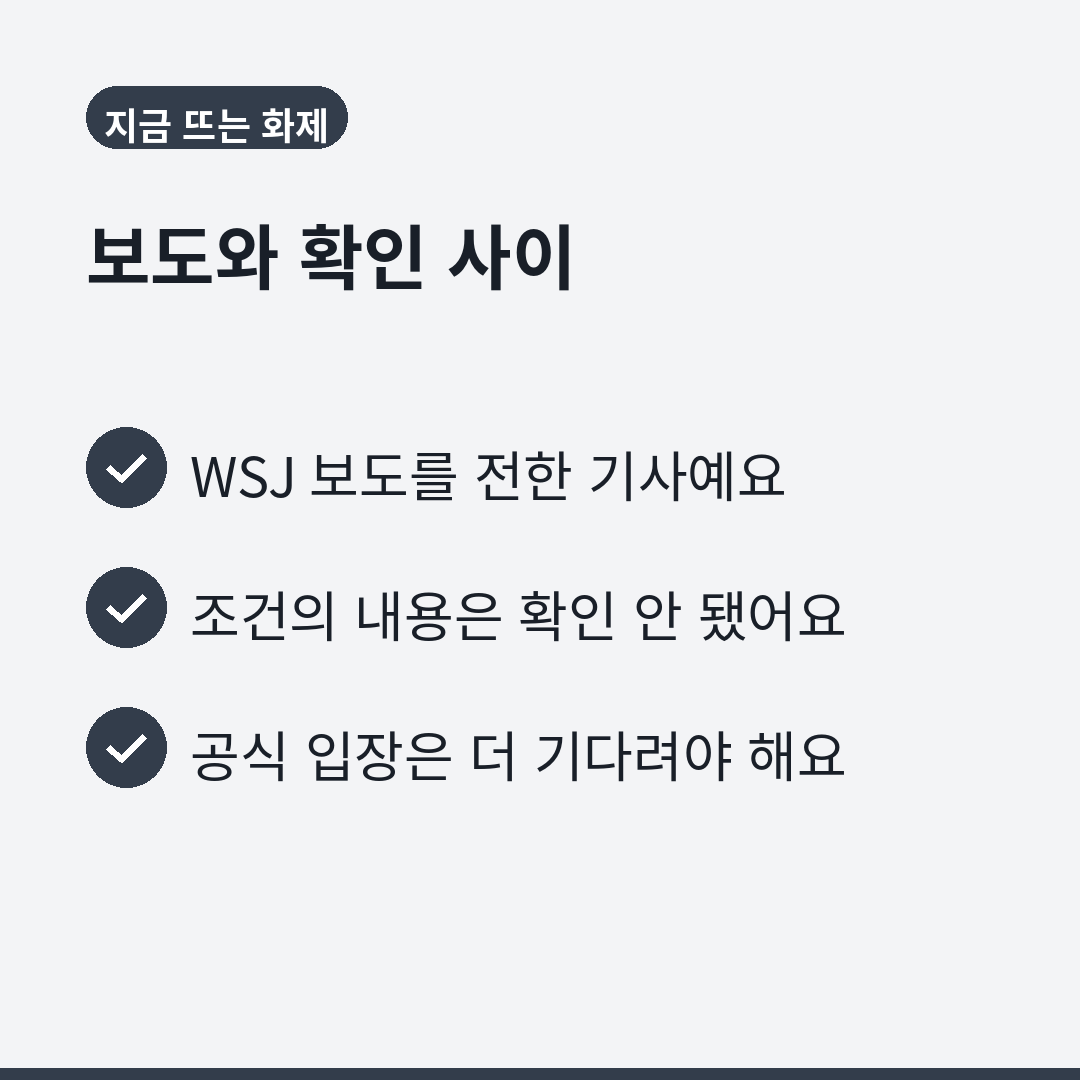 지금 뜨는 화제
보도와 확인 사이
WSJ 보도를 전한 기사예요
조건의 내용은 확인 안 됐어요
공식 입장은 더 기다려야 해요